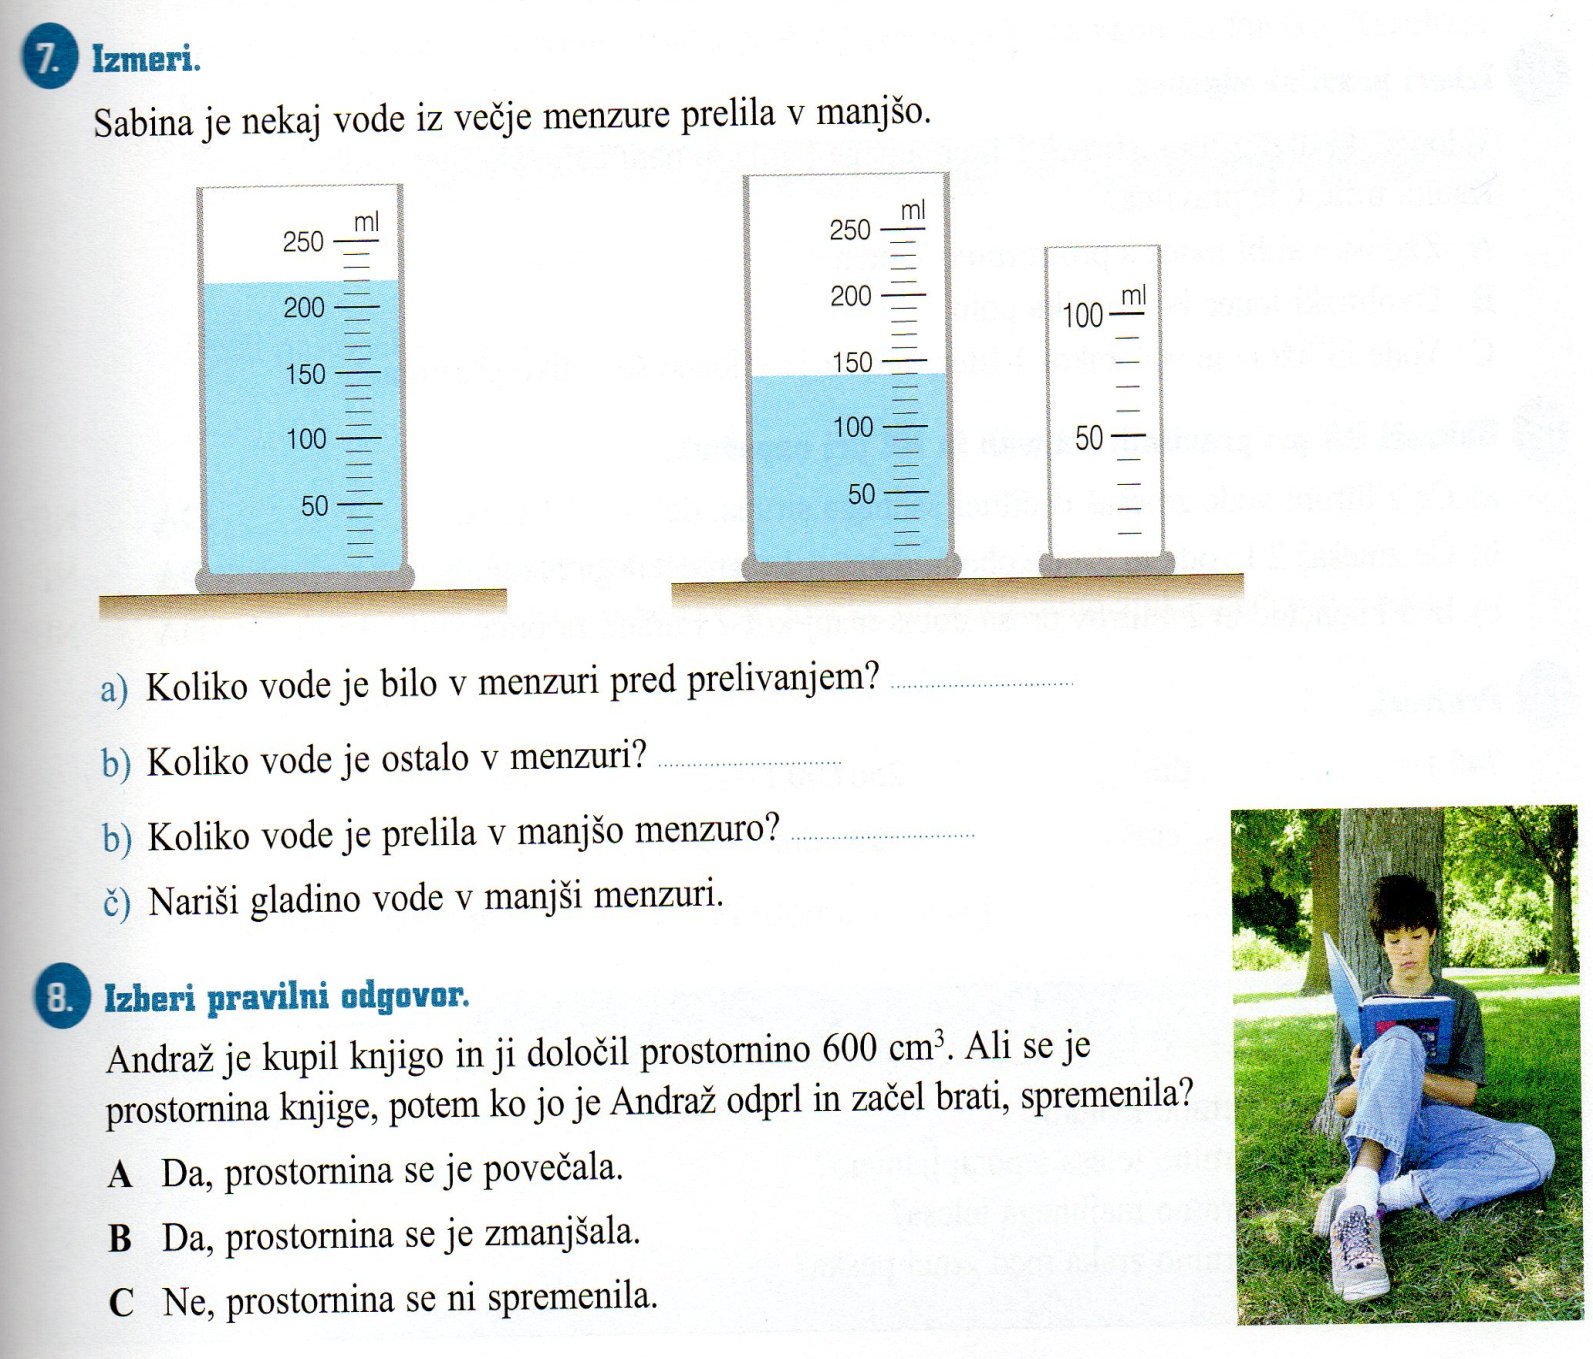 7. Izmeri.
Sabina je nekaj vode iz večje menzure prelila v manjšo.
ml
250
200
150
100
50
ml
250
200
150
100
50
ml
100
50
a) Koliko vode je bilo v menzuri pred prelivanjem?
b) Koliko vode je ostalo v menzuri?
b) Koliko vode je prelila v manjšo menzuro?
č) Nariši gladino vode v manjši menzuri.
8. Izberi pravilni odgovor.
Andraž je kupil knjigo in ji določil prostornino 600 cm³. Ali se je
prostornina knjige, potem ko jo je Andraž odprl in začel brati, spremenila?
A Da, prostornina se je povečala.
B Da, prostornina se je zmanjšala.
C Ne, prostornina se ni spremenila.